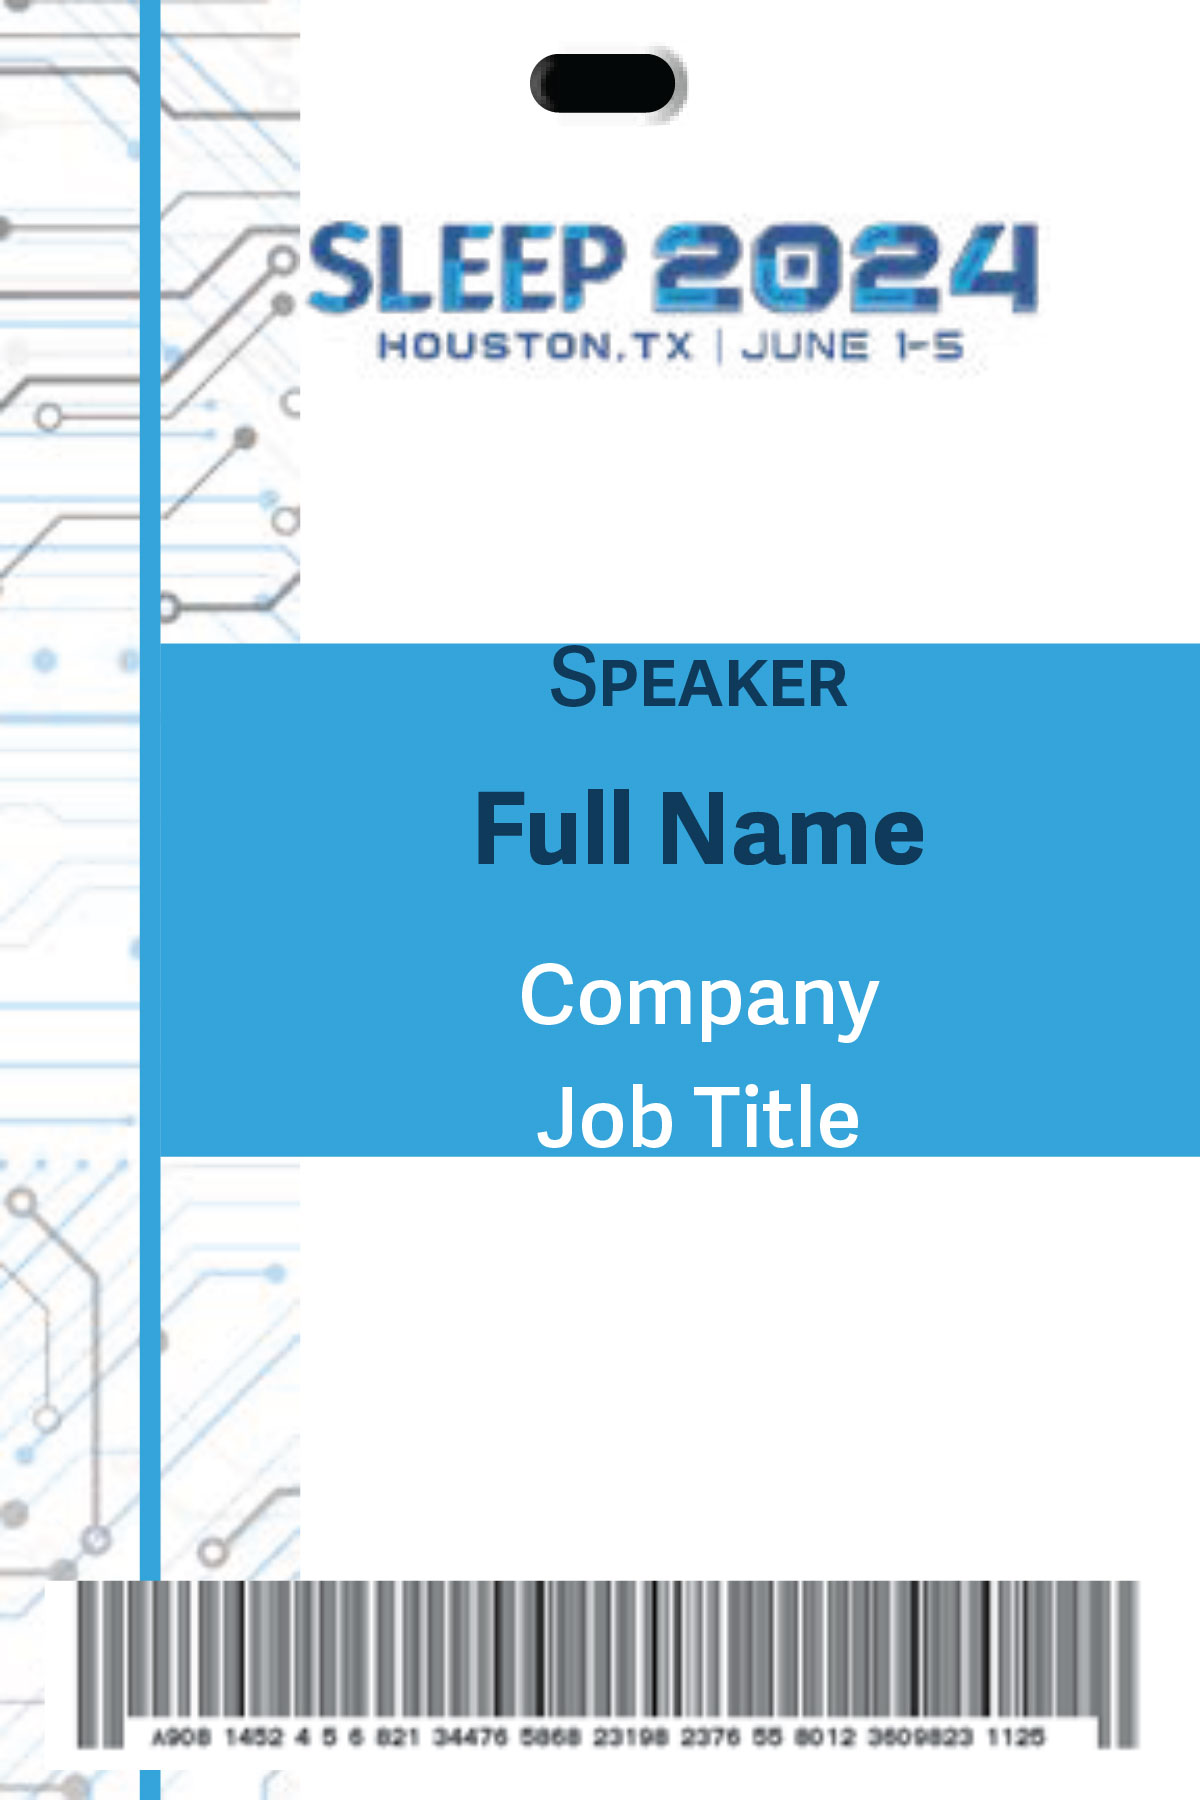 SLEEP 2024
HOUSTON, TX | JUNE 1-5
SPEAKER
Full Name
Company
Job Title
A908 1452 4 5 6 821 34476 5868 23198 2376 55 8012 3609823 1125